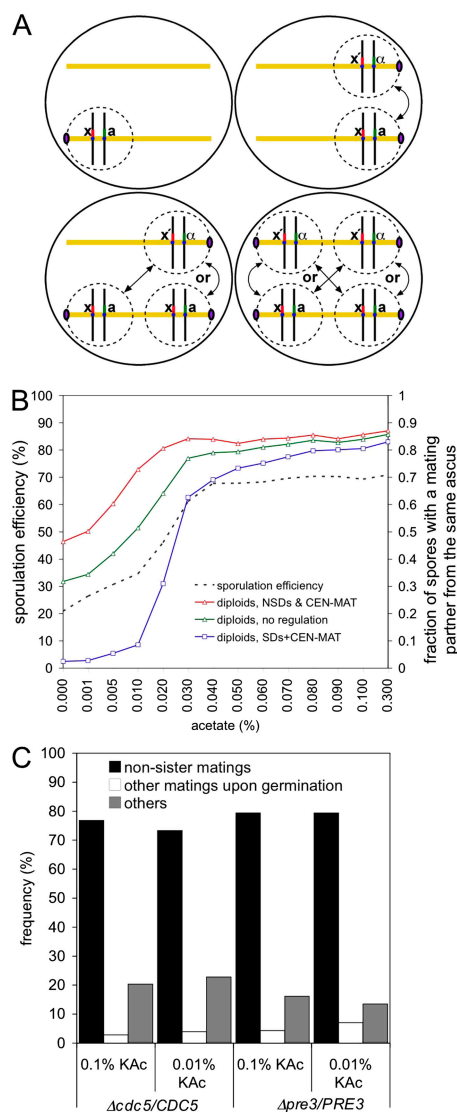 A
x a
x' α
x a
x' α
or
x a x a
x' α x' α
or or
x a x a
B
sporulation efficiency (%)
100
90
80
70
60
50
40
30
20
10
0
1
0.9
0.8
0.7
0.6
0.5
0.4
0.3
0.2
0.1
0
fraction of spores with a mating
partner from the same ascus
sporulation efficiency
diploids, NSDs & CEN-MAT
diploids, no regulation
diploids, SDs+CEN-MAT
0.000 0.001 0.005 0.010 0.020 0.030 0.040 0.050 0.060 0.070 0.080 0.090 0.100 0.300
acetate (%)
C
frequency (%)
100
90
80
70
60
50
40
30
20
10
0
non-sister matings
other matings upon germination
others
0.1% KAc 0.01% KAc 0.1% KAc 0.01% KAc
Δcdc5/CDC5 Δpre3/PRE3